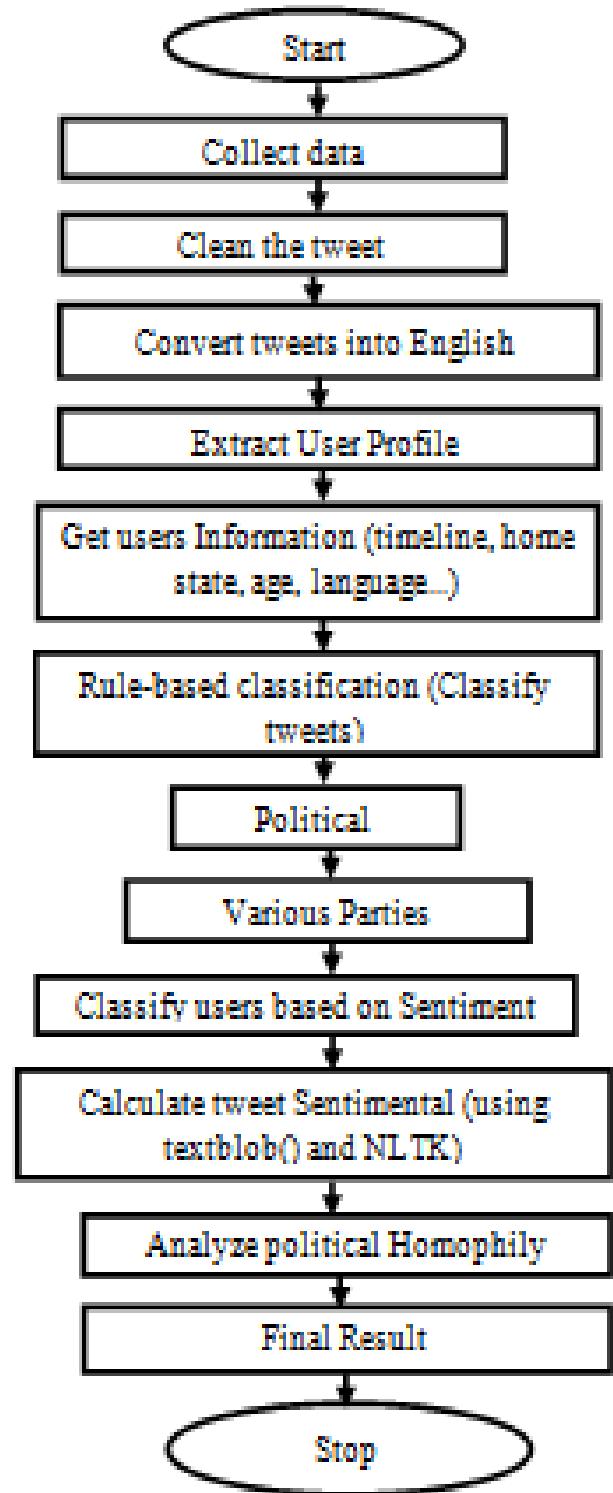 Start
Collect data
Clean the tweet
Convert tweets into English
Extract User Profile
Get users Information (timeline, home
state, age, language...)
Rule-based classification (Classify
tweets)
Political
Various Parties
Classify users based on Sentiment
Calculate tweet Sentimental (using
textblob() and NLTK)
Analyze political Homophily
Final Result
Stop